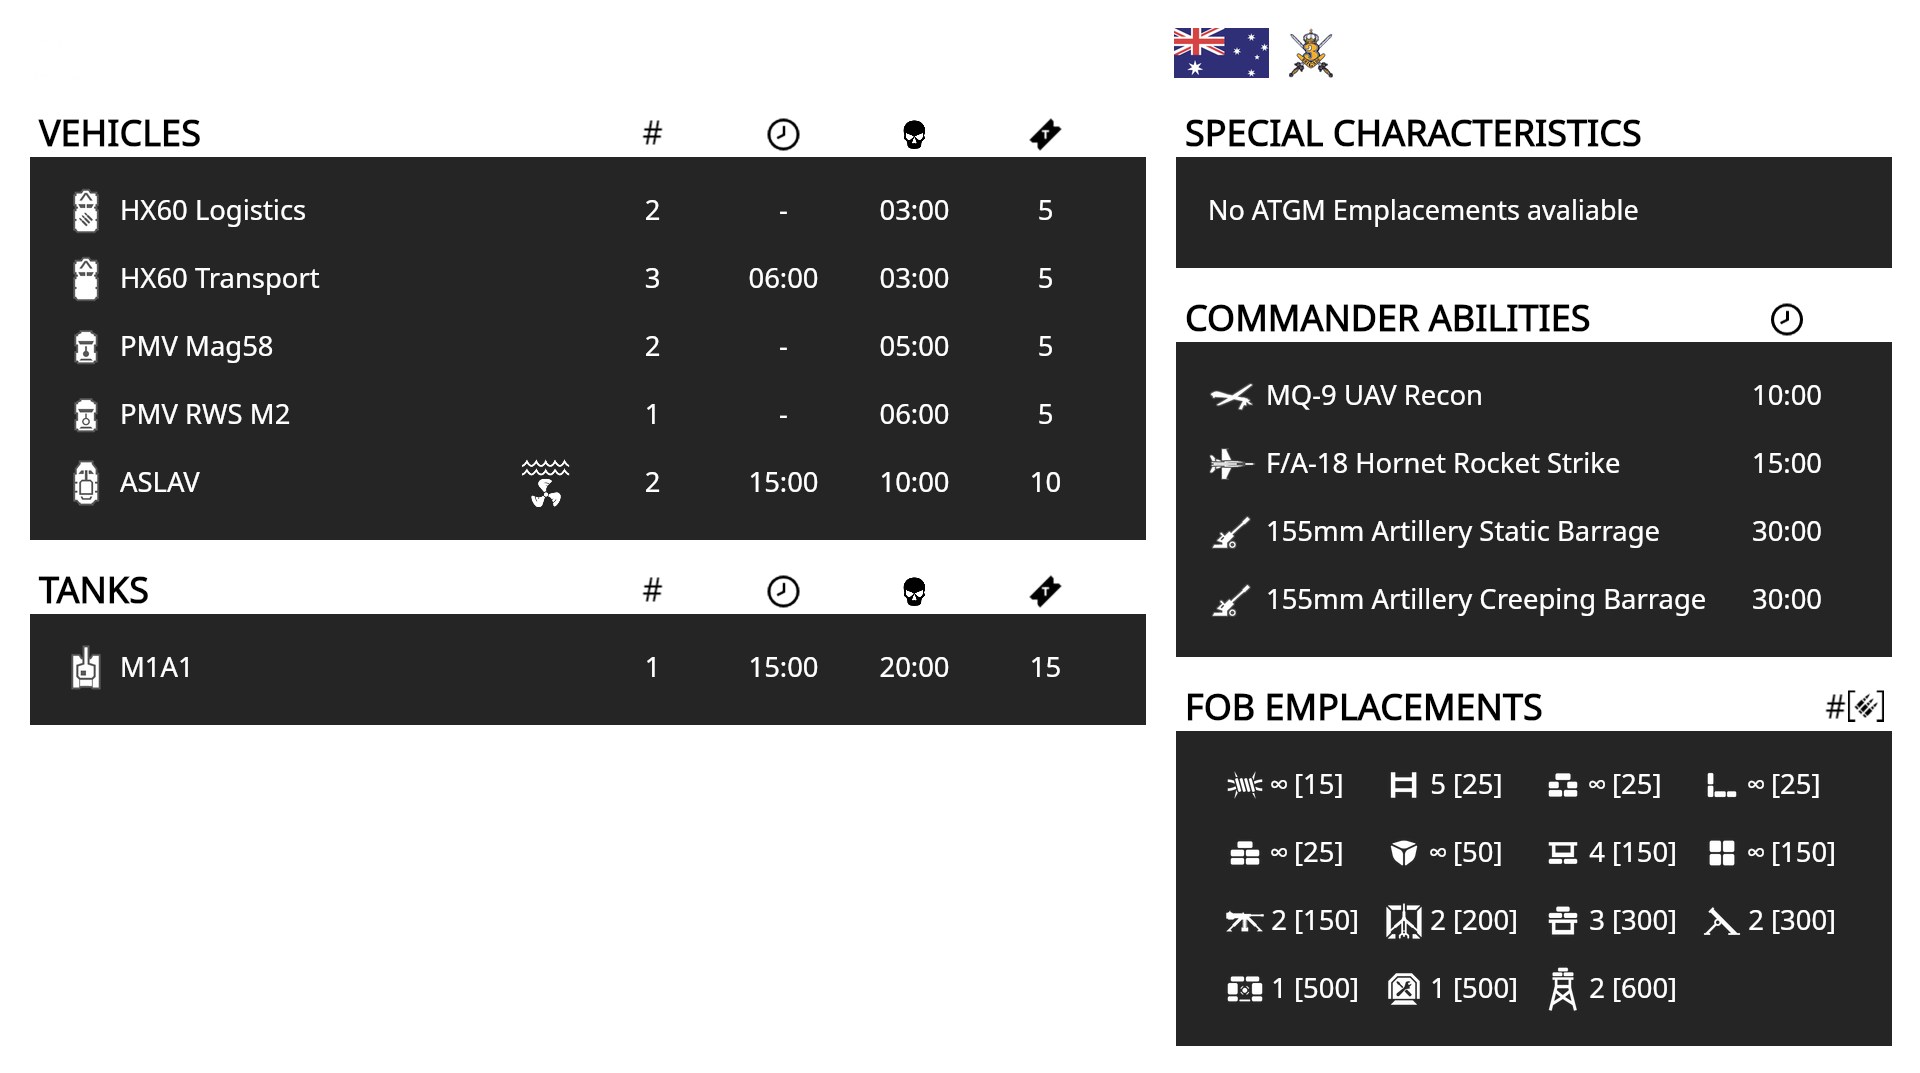 VEHICLES #
HX60 Logistics 2 - 03:00 5
HX60 Transport 3 06:00 03:00 5
PMV Mag58 2 - 05:00 5
PMV RWS M2 1 - 06:00 5
ASLAV 2 15:00 10:00 10
TANKS #
M1A1 1 15:00 20:00 15
SPECIAL CHARACTERISTICS
No ATGM Emplacements avaliable
COMMANDER ABILITIES
MQ-9 UAV Recon 10:00
F/A-18 Hornet Rocket Strike 15:00
155mm Artillery Static Barrage 30:00
155mm Artillery Creeping Barrage 30:00
FOB EMPLACEMENTS #[]
∞ [15] 5 [25] ∞ [25] ∞ [25]
∞ [25] ∞ [50] 4 [150] ∞ [150]
2 [150] 2 [200] 3 [300] 2 [300]
1 [500] 1 [500] 2 [600]